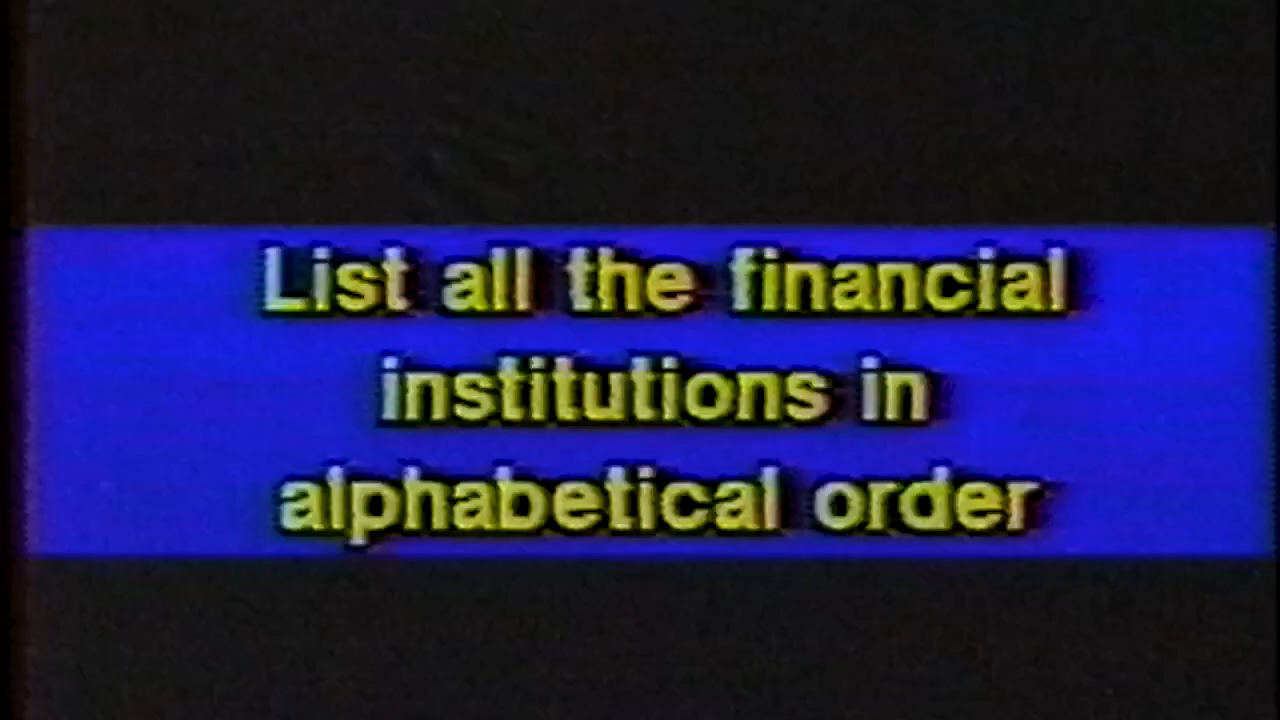 List all the financial
institutions in
alphabetical order